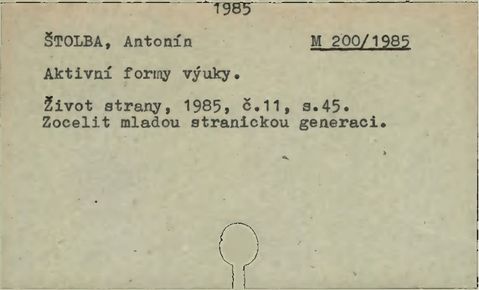 1985
ŠTOLBA, Antonín M 200/1985
Aktivní formy výuky.
Život strany, 1985, č.11, s.45.
Zocelit mladou stranickou generaci.